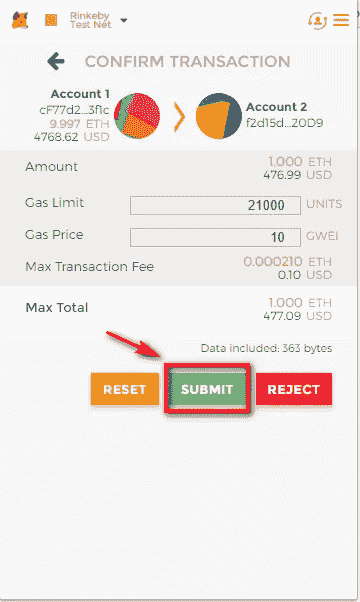 Rinkeby
Test Net
CONFIRM TRANSACTION
Account 1
cF77d2...3f1c
9.997 ETH
4768.62 USD
Account 2
f2d15d...20D9
Amount
1.000 ETH
476.99 USD
Gas Limit 21000 UNITS
Gas Price 10 GWEI
Max Transaction Fee
0.000210 ETH
0.10 USD
Max Total
1.000 ETH
477.09 USD
Data included: 363 bytes
RESET SUBMIT REJECT